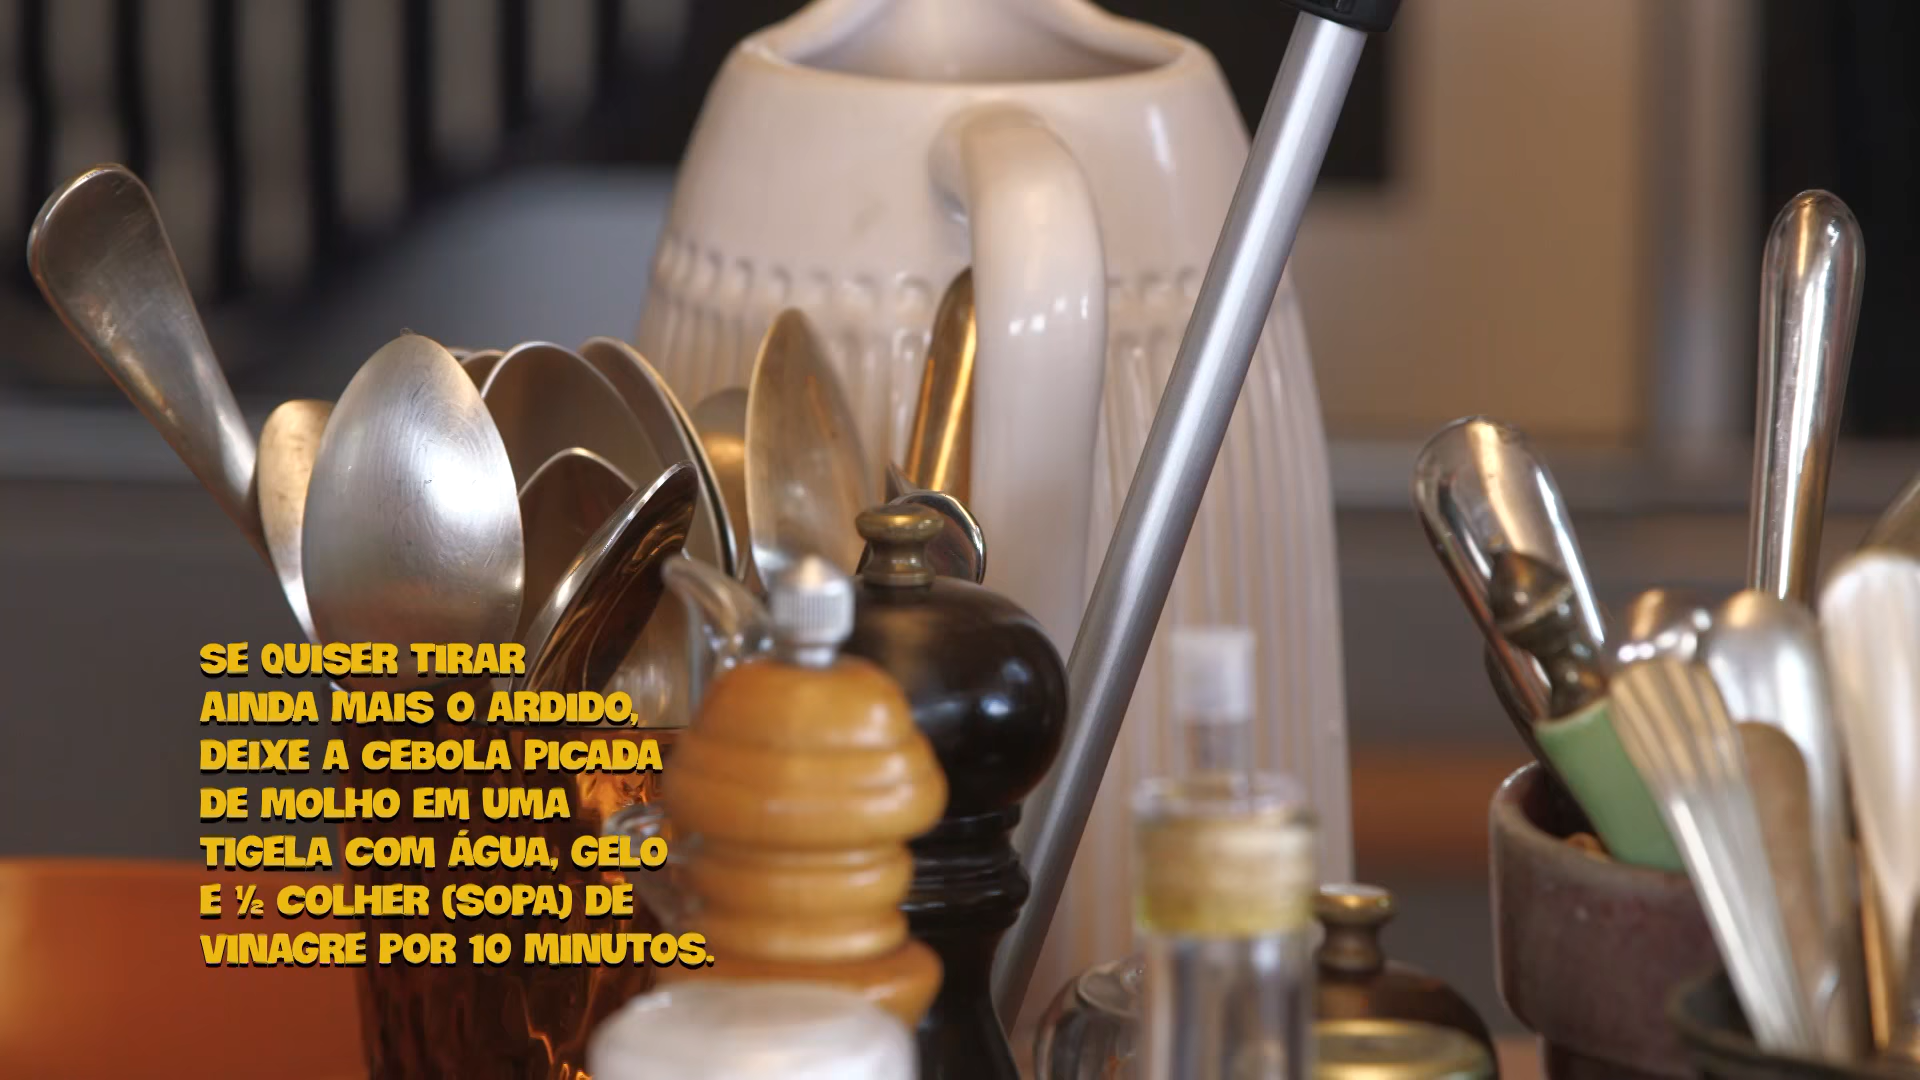 SE QUISER TIRAR
AINDA MAIS O ARDIDO,
DEIXE A CEBOLA PICADA
DE MOLHO EM UMA
TIGELA COM ÁGUA, GELO
E ½ COLHER (SOPA) DE
VINAGRE POR 10 MINUTOS.